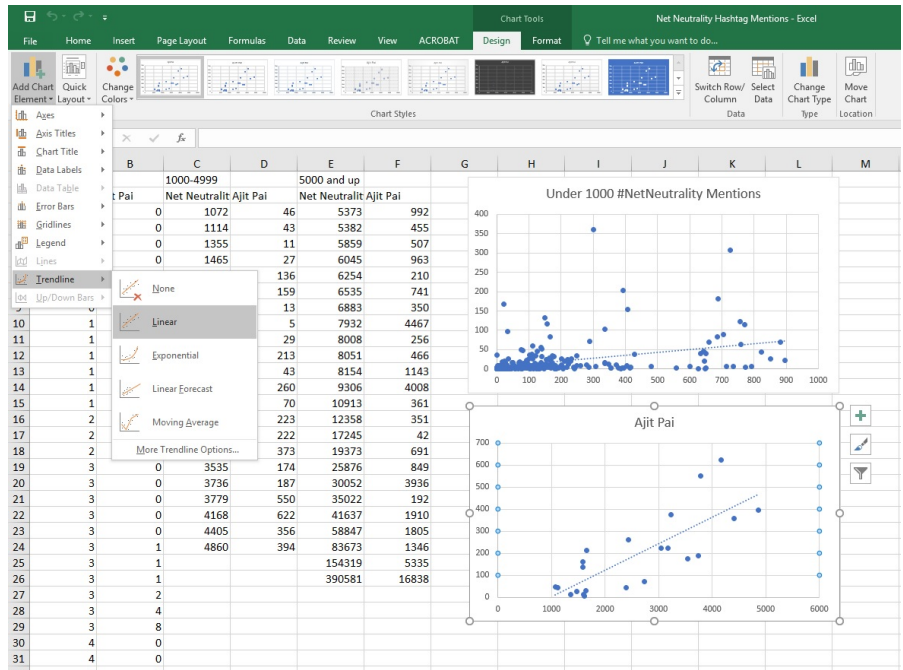 Chart Tools
Net Neutrality Hashtag Mentions - Excel
File Home Insert Page Layout Formulas Data Review View ACROBAT Design Format Tell me what you want to do...
Add Chart Element
Quick Layout
Change Colors
Chart Styles
Switch Row/ Column
Select Data
Data
Change Chart Type
Type
Move Chart
Location
Axes
Axis Titles
Chart Title
Data Labels
Data Table
Error Bars
Gridlines
Legend
Lines
Trendline
Up/Down Bars
None
Linear
Exponential
Linear Forecast
Moving Average
More Trendline Options...
fx
B C D E F G H I J K L M
1000-4999 5000 and up
t Pai Net Neutralit Ajit Pai Net Neutralit Ajit Pai
0 1072 46 5373 992
0 1114 43 5382 455
0 1355 11 5859 507
0 1465 27 6045 963
136 6254 210
159 6535 741
13 6883 350
10 1 5 7932 4467
11 1 29 8008 256
12 1 213 8051 466
13 1 43 8154 1143
14 1 260 9306 4008
15 1 70 10913 361
16 2 223 12358 351
17 2 222 17245 42
18 2 373 19373 691
19 3 0 3535 174 25876 849
20 3 0 3736 187 30052 3936
21 3 0 3779 550 35022 192
22 3 0 4168 622 41637 1910
23 3 0 4405 356 58847 1805
24 3 1 4860 394 83673 1346
25 3 1 154319 5335
26 3 1 390581 16838
27 3 2
28 3 4
29 3 8
30 4 0
31 4 0
Under 1000 #NetNeutrality Mentions
400
350
300
250
200
150
100
50
0
0 100 200 300 400 500 600 700 800 900 1000
Ajit Pai
700
600
500
400
300
200
100
0
0 1000 2000 3000 4000 5000 6000